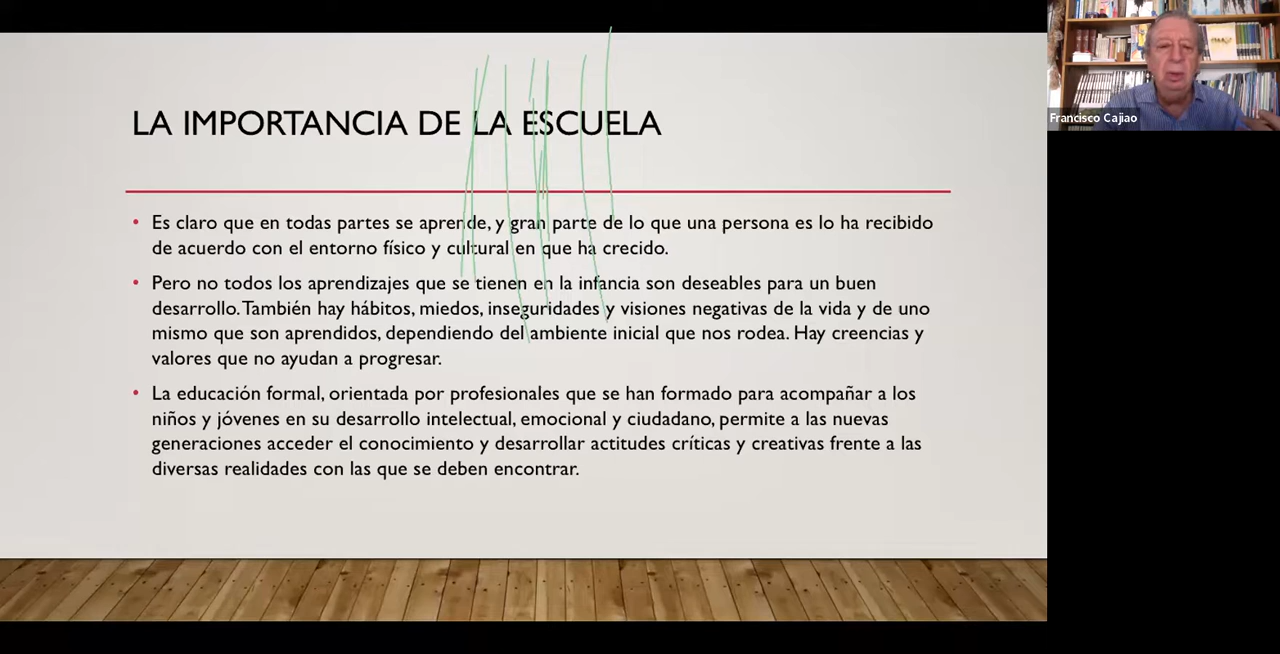 LA IMPORTANCIA DE LA ESCUELA
• Es claro que en todas partes se aprende, y gran parte de lo que una persona es lo ha recibido
de acuerdo con el entorno físico y cultural en que ha crecido.
• Pero no todos los aprendizajes que se tienen en la infancia son deseables para un buen
desarrollo. También hay hábitos, miedos, inseguridades y visiones negativas de la vida y de uno
mismo que son aprendidos, dependiendo del ambiente inicial que nos rodea. Hay creencias y
valores que no ayudan a progresar.
• La educación formal, orientada por profesionales que se han formado para acompañar a los
niños y jóvenes en su desarrollo intelectual, emocional y ciudadano, permite a las nuevas
generaciones acceder el conocimiento y desarrollar actitudes críticas y creativas frente a las
diversas realidades con las que se deben encontrar.
Francisco Cajiao